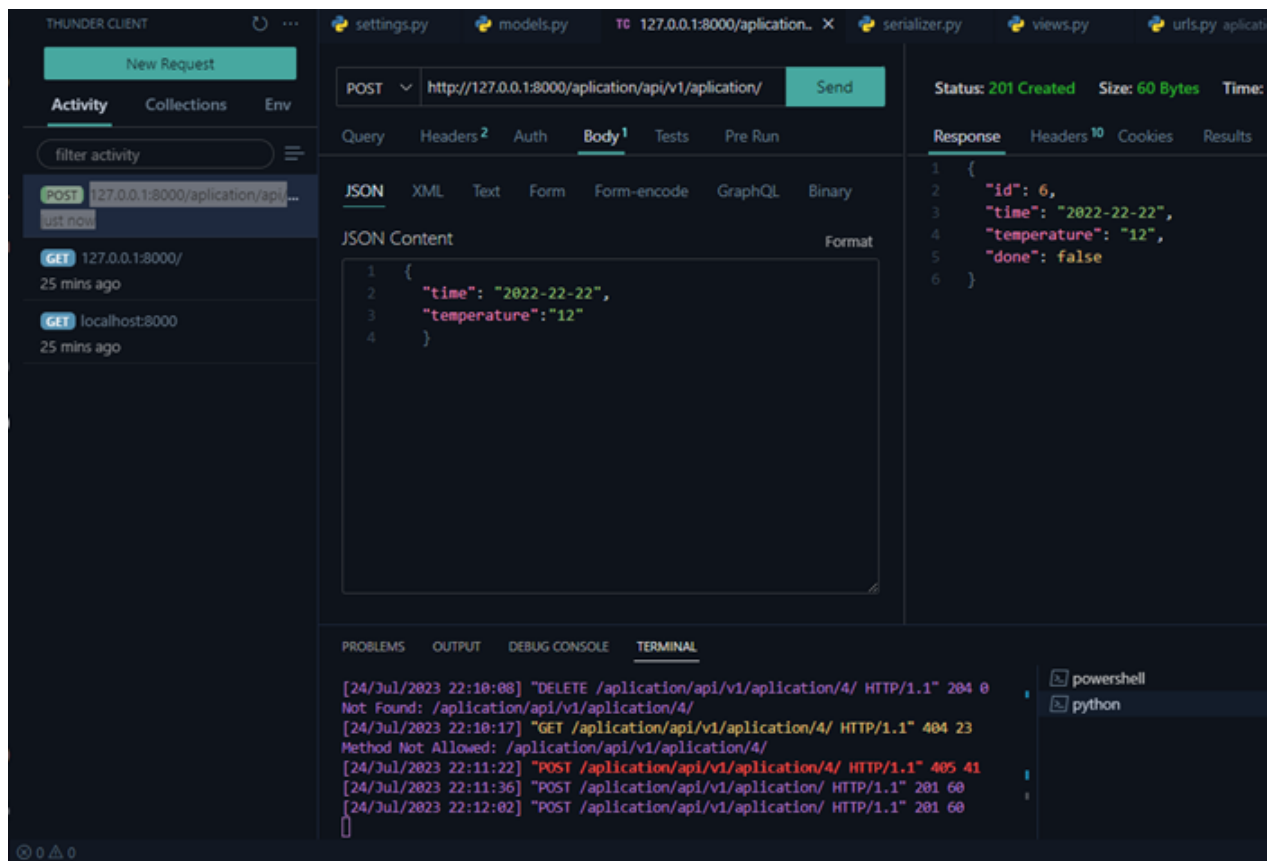 THUNDER CLIENT
New Request
Activity Collections Env
filter activity
POST 127.0.0.1:8000/aplication/api/...
just now
GET 127.0.0.1:8000/
25 mins ago
GET localhost:8000
25 mins ago
settings.py models.py TC 127.0.0.1:8000/aplication.. serializer.py views.py urls.py aplicati
POST http://127.0.0.1:8000/aplication/api/v1/aplication/ Send
Query Headers 2 Auth Body 1 Tests Pre Run
JSON XML Text Form Form-encode GraphQL Binary
JSON Content Format
1 {
2 "time": "2022-22-22",
3 "temperature":"12"
4 }
Status: 201 Created Size: 60 Bytes Time:
Response Headers 10 Cookies Results
1 {
2 "id": 6,
3 "time": "2022-22-22",
4 "temperature": "12",
5 "done": false
6 }
PROBLEMS OUTPUT DEBUG CONSOLE TERMINAL
[24/Jul/2023 22:10:08] "DELETE /aplication/api/v1/aplication/4/ HTTP/1.1" 204 0
Not Found: /aplication/api/v1/aplication/4/
[24/Jul/2023 22:10:17] "GET /aplication/api/v1/aplication/4/ HTTP/1.1" 404 23
Method Not Allowed: /aplication/api/v1/aplication/4/
[24/Jul/2023 22:11:22] "POST /aplication/api/v1/aplication/4/ HTTP/1.1" 405 41
[24/Jul/2023 22:11:36] "POST /aplication/api/v1/aplication/ HTTP/1.1" 201 60
[24/Jul/2023 22:12:02] "POST /aplication/api/v1/aplication/ HTTP/1.1" 201 60
powershell
python
0 0